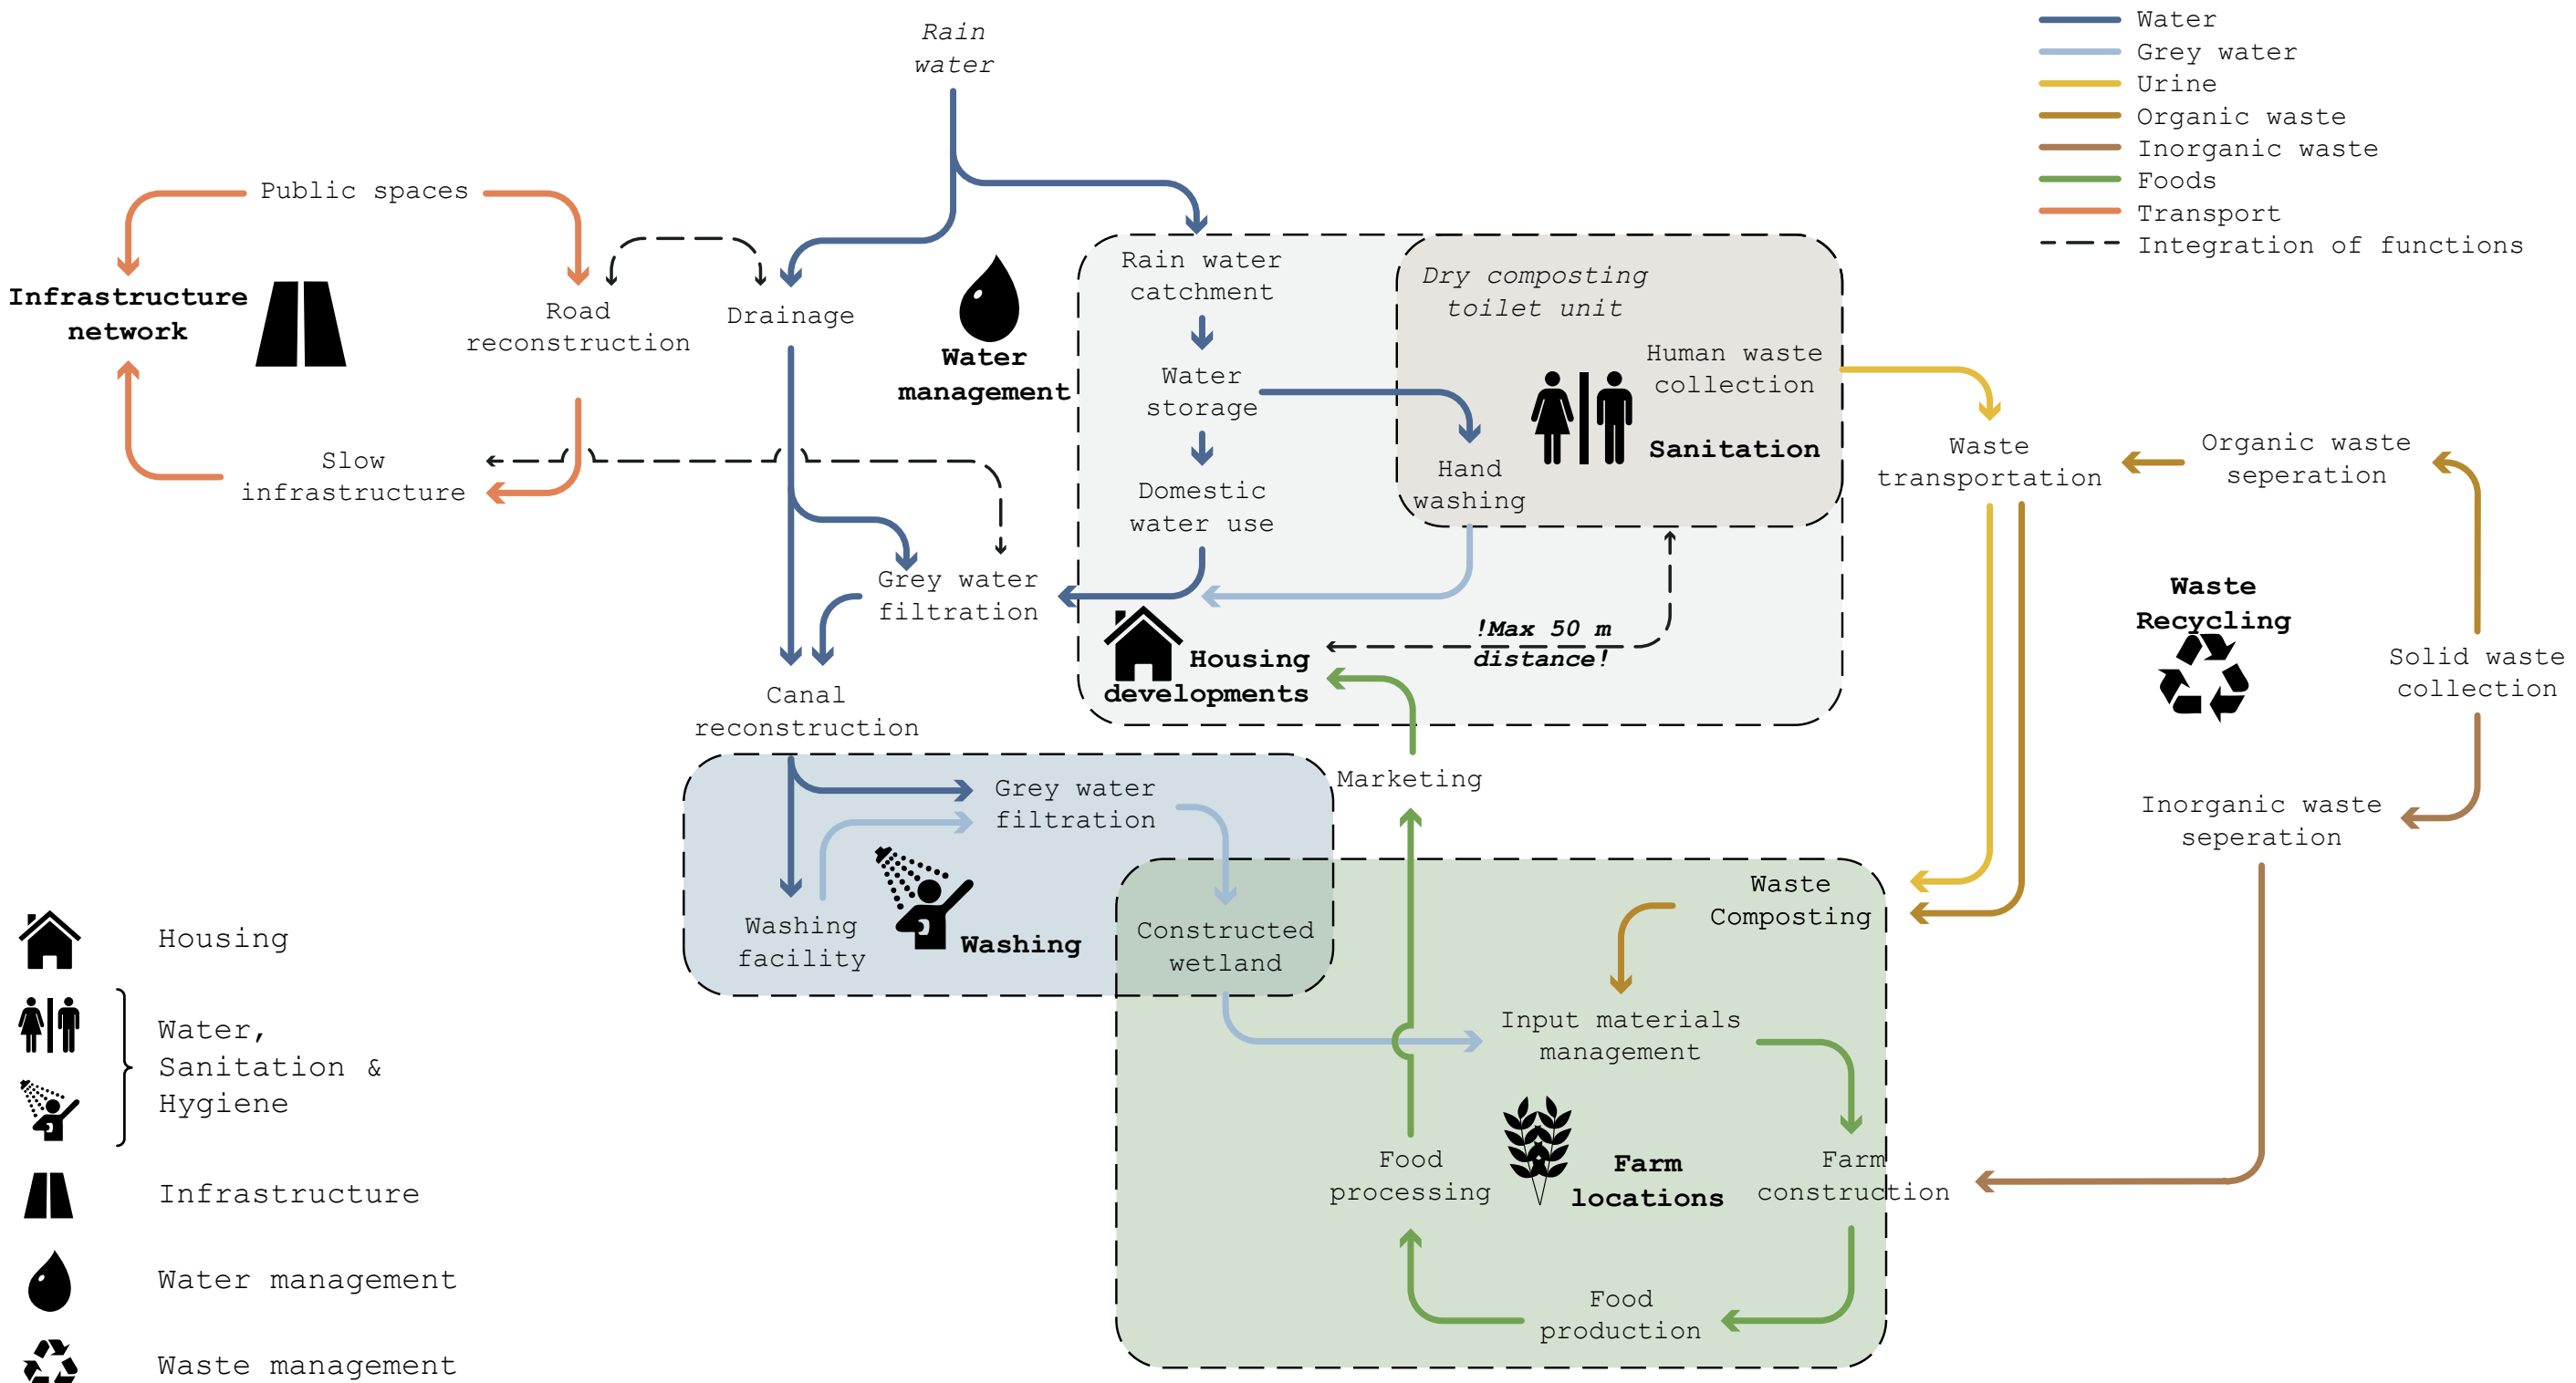 Rain
water
Water
Grey water
Urine
Organic waste
Inorganic waste
Foods
Transport
Integration of functions
Public spaces
Infrastructure
network
Road
reconstruction
Drainage
Slow
infrastructure
Water
management
Rain water
catchment
Water
storage
Domestic
water use
Dry composting
toilet unit
Human waste
collection
Sanitation
Hand
washing
Grey water
filtration
!Max 50 m
distance!
Housing
developments
Waste
transportation
Organic waste
seperation
Waste
Recycling
Solid waste
collection
Inorganic waste
seperation
Canal
reconstruction
Grey water
filtration
Marketing
Washing
facility
Washing
Constructed
wetland
Waste
Composting
Input materials
management
Food
processing
Farm
locations
Farm
construction
Food
production
Housing
Water,
Sanitation &
Hygiene
Infrastructure
Water management
Waste management